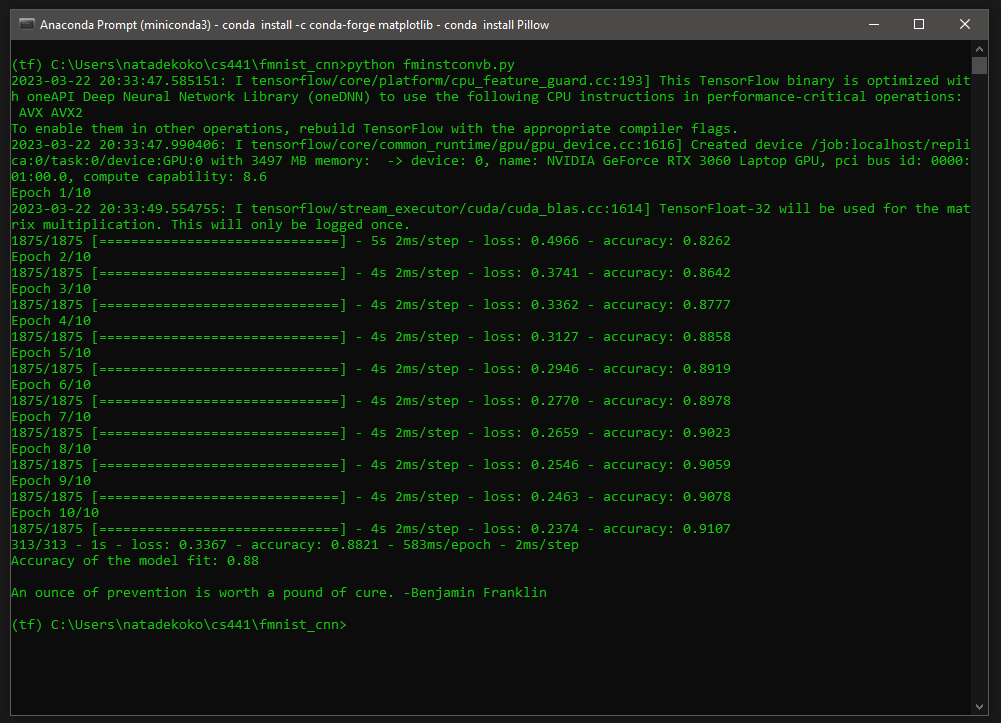 Anaconda Prompt (miniconda3) - conda  install -c conda-forge matplotlib - conda  install Pillow
(tf) C:\Users\natadekoko\cs441\fmnist_cnn>python fminstconvb.py
2023-03-22 20:33:47.585151: I tensorflow/core/platform/cpu_feature_guard.cc:193] This TensorFlow binary is optimized wit
h oneAPI Deep Neural Network Library (oneDNN) to use the following CPU instructions in performance-critical operations:
 AVX AVX2
To enable them in other operations, rebuild TensorFlow with the appropriate compiler flags.
2023-03-22 20:33:47.990406: I tensorflow/core/common_runtime/gpu/gpu_device.cc:1616] Created device /job:localhost/repli
ca:0/task:0/device:GPU:0 with 3497 MB memory:  -> device: 0, name: NVIDIA GeForce RTX 3060 Laptop GPU, pci bus id: 0000:
01:00.0, compute capability: 8.6
Epoch 1/10
2023-03-22 20:33:49.554755: I tensorflow/stream_executor/cuda/cuda_blas.cc:1614] TensorFloat-32 will be used for the mat
rix multiplication. This will only be logged once.
1875/1875 [==============================] - 5s 2ms/step - loss: 0.4966 - accuracy: 0.8262
Epoch 2/10
1875/1875 [==============================] - 4s 2ms/step - loss: 0.3741 - accuracy: 0.8642
Epoch 3/10
1875/1875 [==============================] - 4s 2ms/step - loss: 0.3362 - accuracy: 0.8777
Epoch 4/10
1875/1875 [==============================] - 4s 2ms/step - loss: 0.3127 - accuracy: 0.8858
Epoch 5/10
1875/1875 [==============================] - 4s 2ms/step - loss: 0.2946 - accuracy: 0.8919
Epoch 6/10
1875/1875 [==============================] - 4s 2ms/step - loss: 0.2770 - accuracy: 0.8978
Epoch 7/10
1875/1875 [==============================] - 4s 2ms/step - loss: 0.2659 - accuracy: 0.9023
Epoch 8/10
1875/1875 [==============================] - 4s 2ms/step - loss: 0.2546 - accuracy: 0.9059
Epoch 9/10
1875/1875 [==============================] - 4s 2ms/step - loss: 0.2463 - accuracy: 0.9078
Epoch 10/10
1875/1875 [==============================] - 4s 2ms/step - loss: 0.2374 - accuracy: 0.9107
313/313 - 1s - loss: 0.3367 - accuracy: 0.8821 - 583ms/epoch - 2ms/step
Accuracy of the model fit: 0.88
An ounce of prevention is worth a pound of cure. -Benjamin Franklin
(tf) C:\Users\natadekoko\cs441\fmnist_cnn>